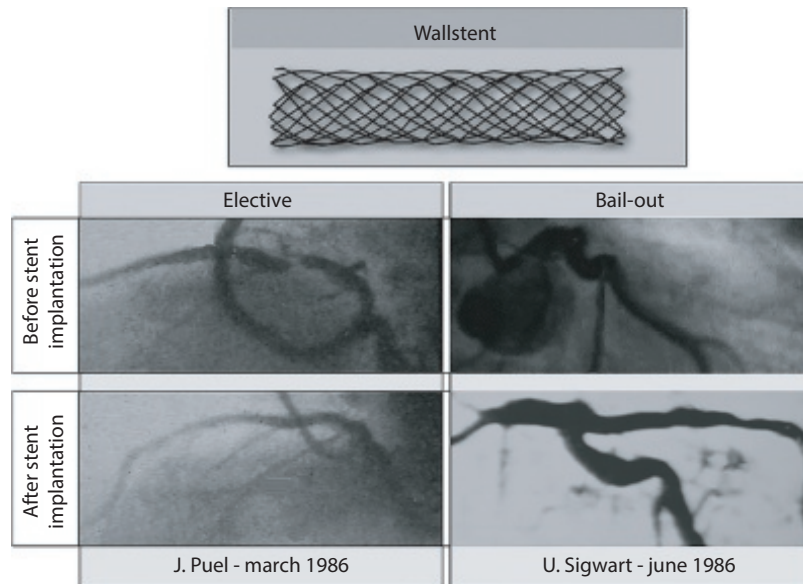 Wallstent
Elective
Bail-out
Before stent
implantation
After stent
implantation
J. Puel - march 1986
U. Sigwart - june 1986